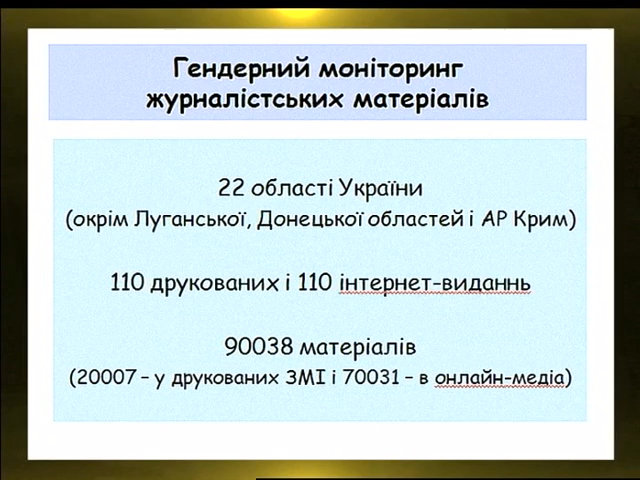 Гендерний моніторинг
журналістських матеріалів
22 області України
(окрім Луганської, Донецької областей і АР Крим)
110 друкованих і 110 інтернет-виданнь
90038 матеріалів
(20007 – у друкованих ЗМІ і 70031 – в онлайн-медіа)